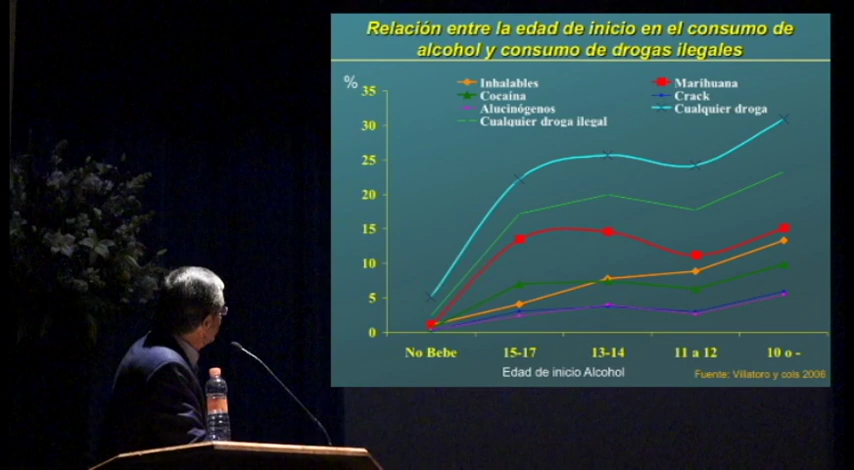 Relación entre la edad de inicio en el consumo de
alcohol y consumo de drogas ilegales
%
35
30
25
20
15
10
5
0
Inhalables
Marihuana
Cocaína
Crack
Alucinógenos
Cualquier droga
Cualquier droga ilegal
No Bebe
15-17
13-14
11 a 12
10 o -
Edad de inicio Alcohol
Fuente: Villatoro y cols 2006